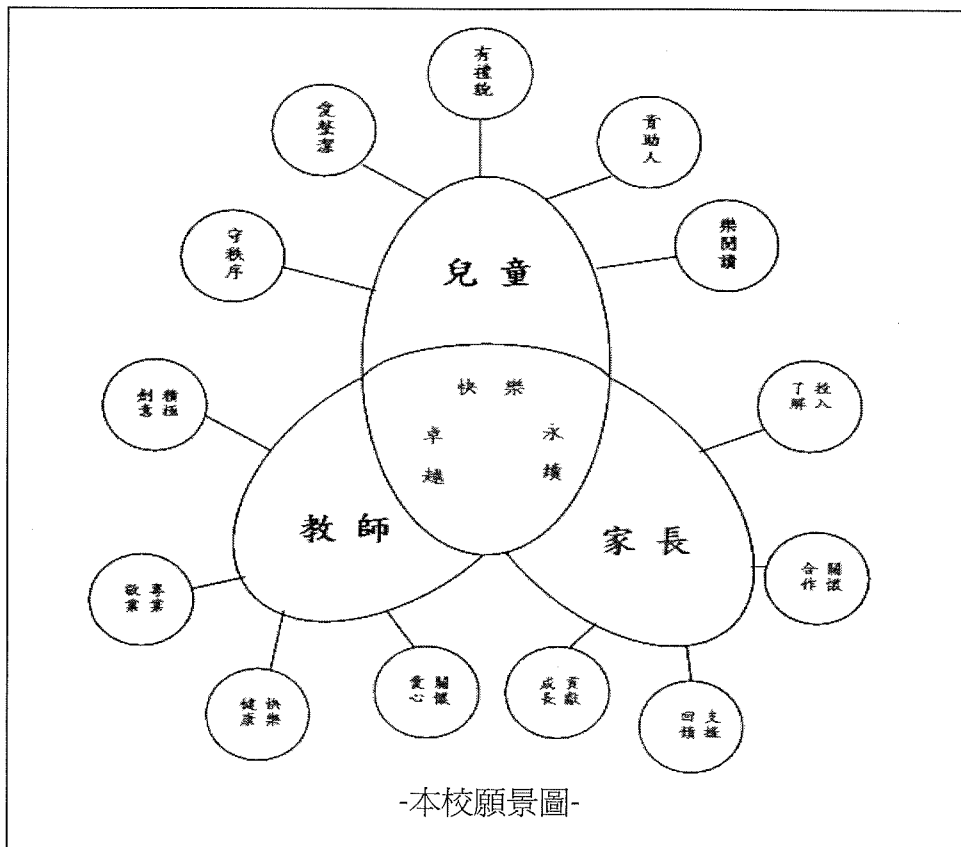 有禮貌
愛整潔
肯助人
守秩序
樂閱讀
兒童
快樂
卓越
永續
積極
創意
投入
了解
教師
家長
專業
敬業
關懷
合作
快樂
健康
關懷
愛心
貢獻
成長
支援
回饋
-本校願景圖-